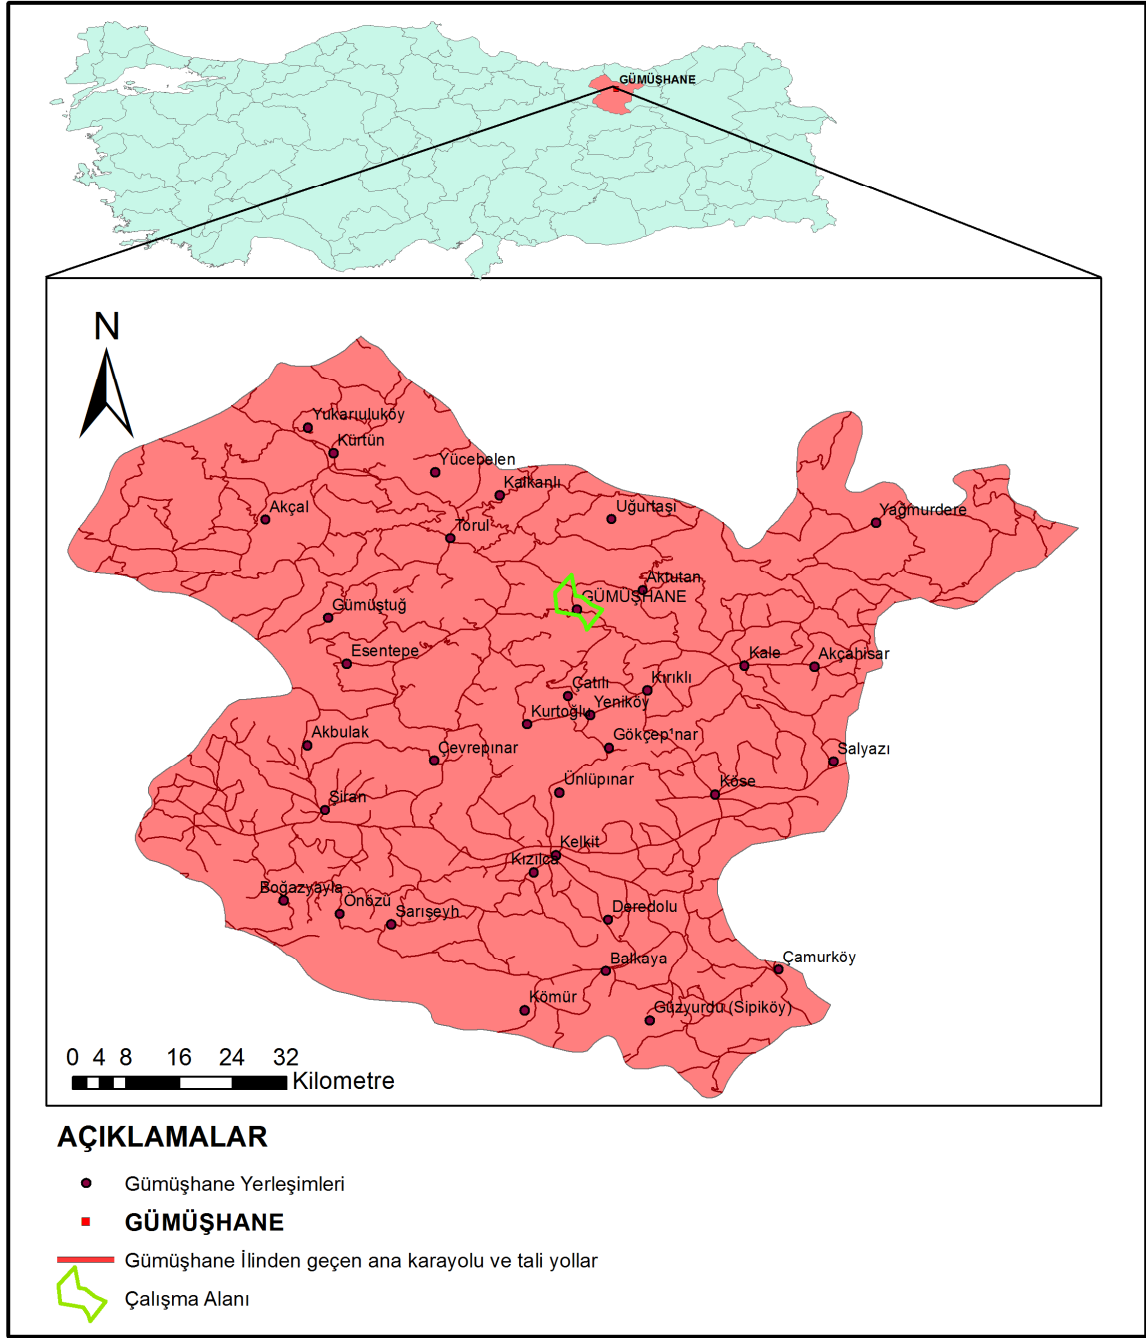 GÜMÜŞHANE
N
Yukarıuluköy
Kürtün
Yücebelen
Kalkanlı
Akçal
Uğurtaşı
Yağmurdere
Torul
Aktutan
GÜMÜŞHANE
Gümüştuğ
Esentepe
Kale
Akçahisar
Çatılı
Kırıklı
Kurtoğlu
Yeniköy
Akbulak
Çevrepınar
Gökçep¹nar
Salyazı
Ünlüpınar
Köse
Şiran
Kelkit
Kızılca
Boğazyayla
Önözü
Sarışeyh
Deredolu
Balkaya
Çamurköy
Kömür
Güzyurdu (Sipiköy)
0 4 8 16 24 32
Kilometre
AÇIKLAMALAR
Gümüşhane Yerleşimleri
GÜMÜŞHANE
Gümüşhane İlinden geçen ana karayolu ve tali yollar
Çalışma Alanı